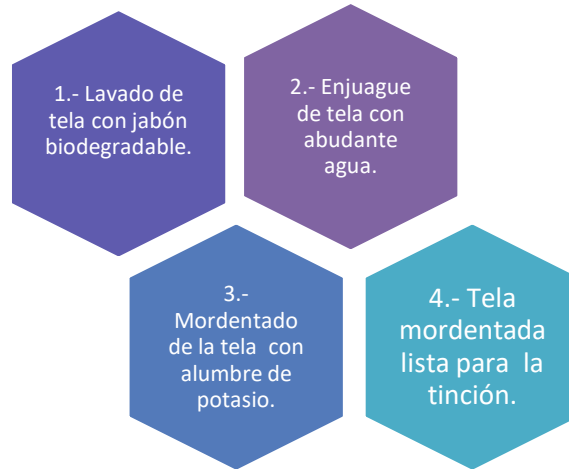 1.- Lavado de
tela con jabón
biodegradable.
2.- Enjuague
de tela con
abudante
agua.
3.-
Mordentado
de la tela con
alumbre de
potasio.
4.- Tela
mordentada
lista para la
tinción.